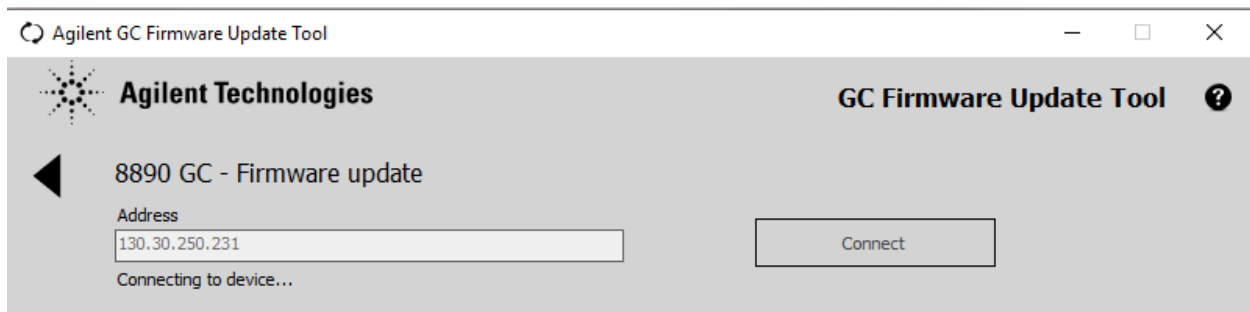 Agilent GC Firmware Update Tool
Agilent Technologies
GC Firmware Update Tool ?
8890 GC - Firmware update
Address
130.30.250.231
Connect
Connecting to device...